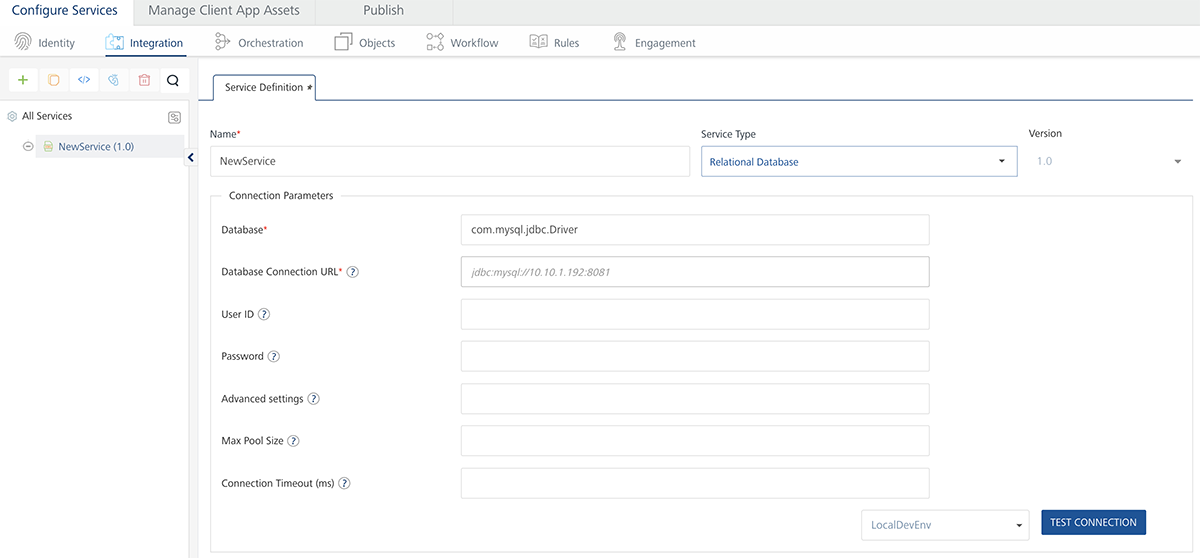 Configure Services Manage Client App Assets Publish
Identity Integration Orchestration Objects Workflow Rules Engagement
Service Definition *
All Services
NewService (1.0)
Name* Service Type Version
NewService Relational Database 1.0
Connection Parameters
Database* com.mysql.jdbc.Driver
Database Connection URL* ? jdbc:mysql://10.10.1.192:8081
User ID ?
Password ?
Advanced settings ?
Max Pool Size ?
Connection Timeout (ms) ?
LocalDevEnv TEST CONNECTION